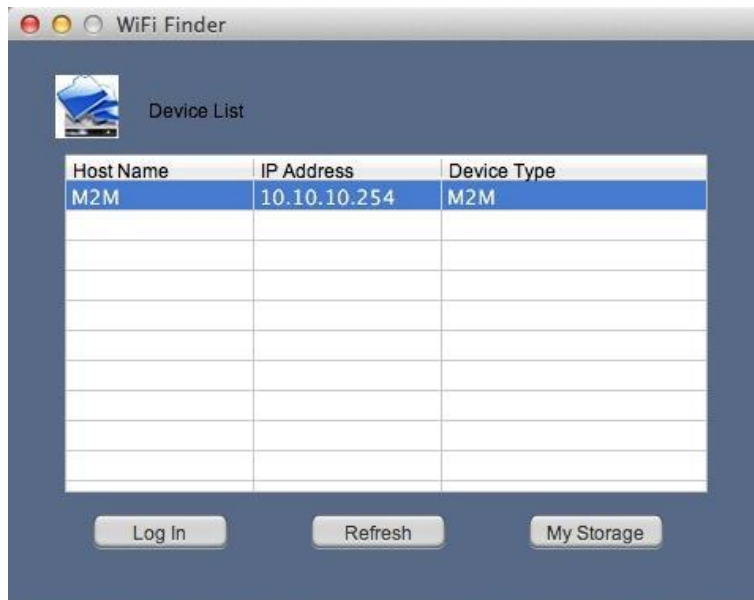 WiFi Finder
Device List
Host Name IP Address Device Type
M2M 10.10.10.254 M2M
Log In Refresh My Storage